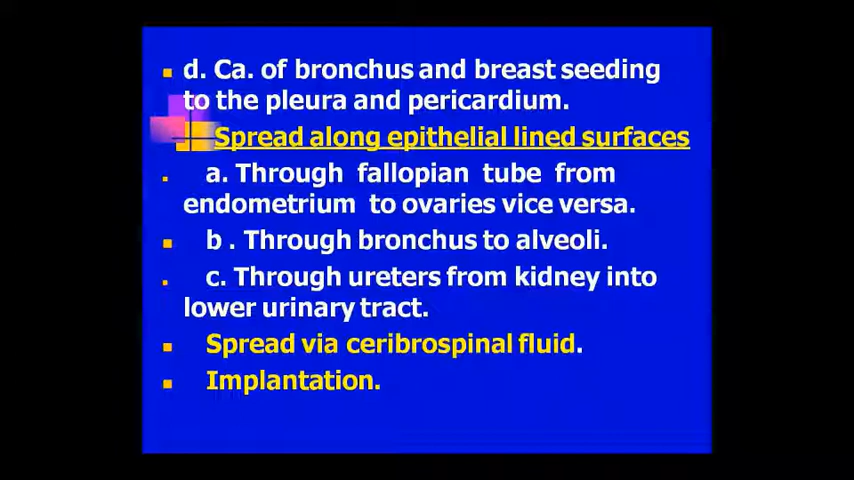 d. Ca. of bronchus and breast seeding
to the pleura and pericardium.
Spread along epithelial lined surfaces
a. Through fallopian tube from
endometrium to ovaries vice versa.
b . Through bronchus to alveoli.
c. Through ureters from kidney into
lower urinary tract.
Spread via ceribrospinal fluid.
Implantation.